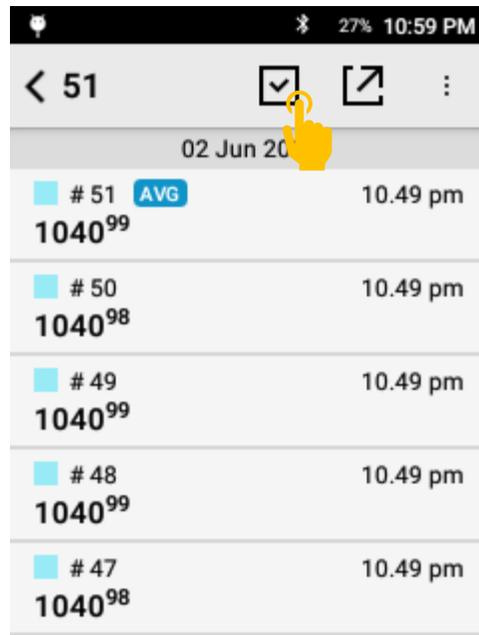 27% 10:59 PM
51
02 Jun
# 51 AVG 10.49 pm
1040⁹⁹
# 50 10.49 pm
1040⁹⁸
# 49 10.49 pm
1040⁹⁹
# 48 10.49 pm
1040⁹⁹
# 47 10.49 pm
1040⁹⁸